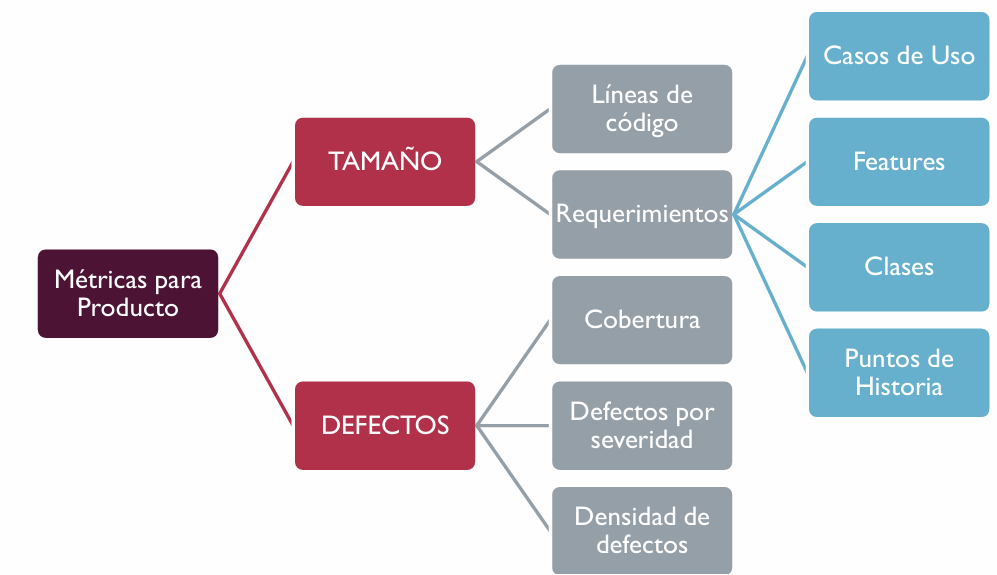 Métricas para
Producto
TAMAÑO
Líneas de
código
Requerimientos
Casos de Uso
Features
Clases
Puntos de
Historia
DEFECTOS
Cobertura
Defectos por
severidad
Densidad de
defectos